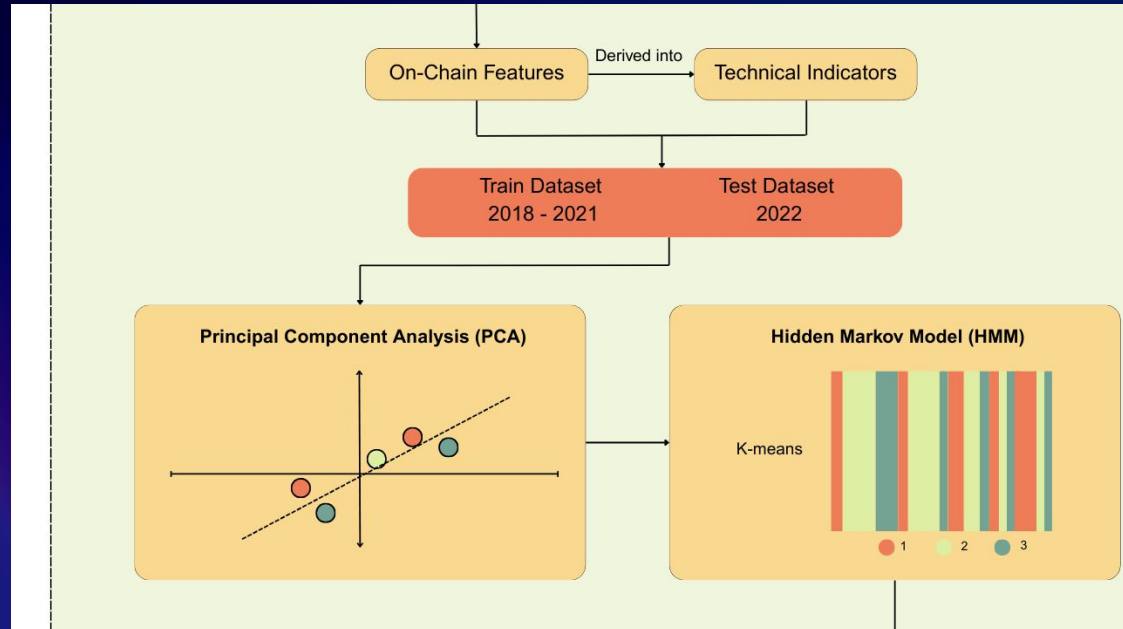 Derived into
On-Chain Features
Technical Indicators
Train Dataset
2018 - 2021
Test Dataset
2022
Principal Component Analysis (PCA)
Hidden Markov Model (HMM)
K-means
1 2 3